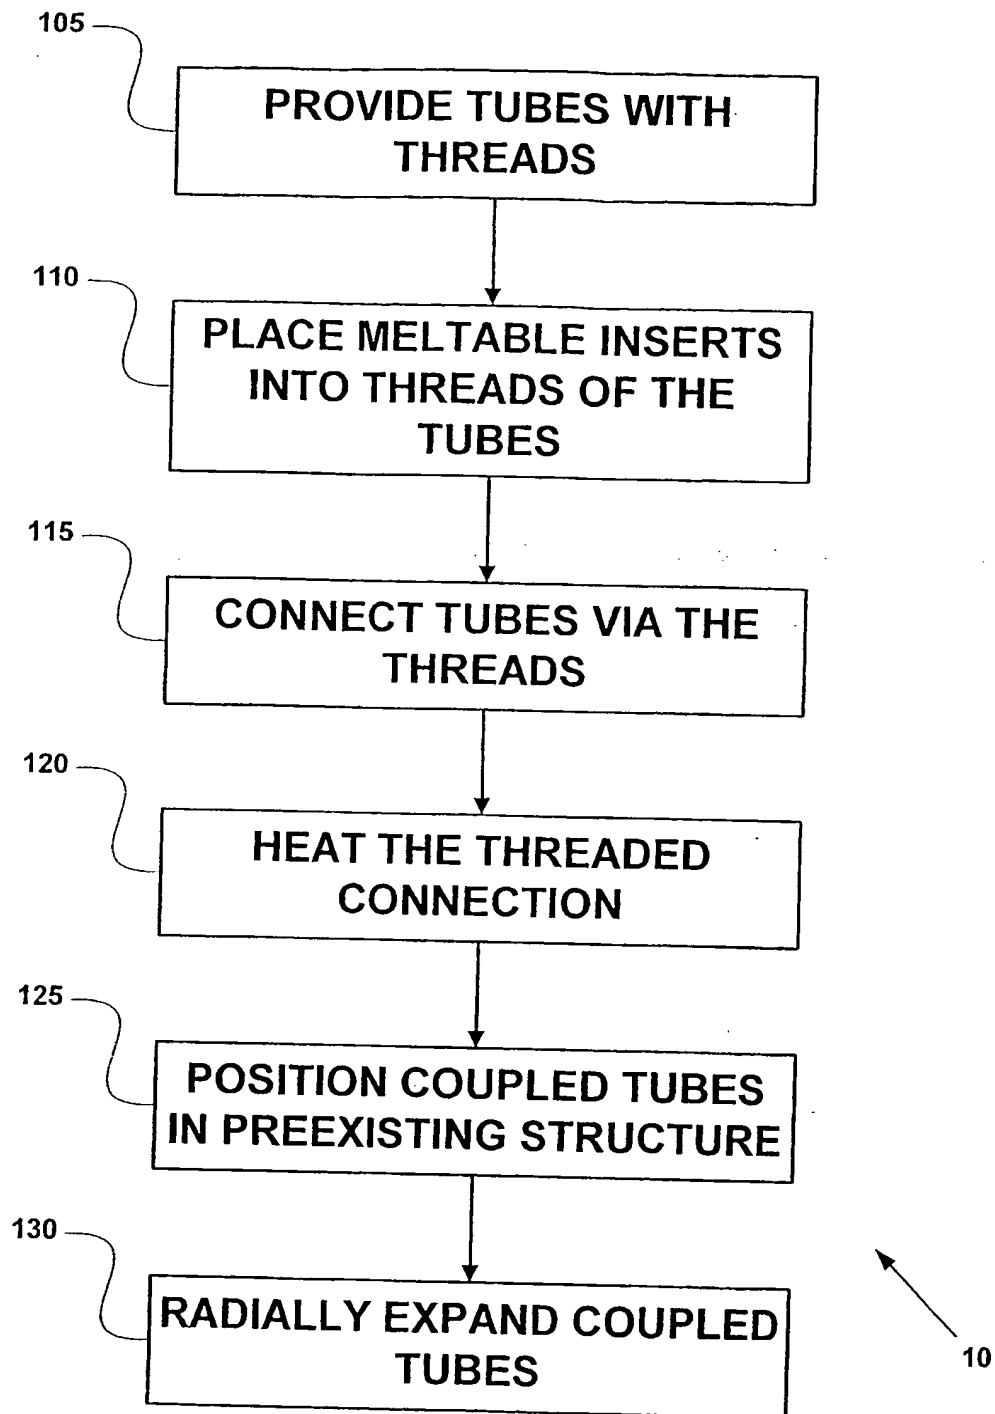 105
PROVIDE TUBES WITH
THREADS
110
PLACE MELTABLE INSERTS
INTO THREADS OF THE
TUBES
115
CONNECT TUBES VIA THE
THREADS
120
HEAT THE THREADED
CONNECTION
125
POSITION COUPLED TUBES
IN PREEXISTING STRUCTURE
130
RADIALLY EXPAND COUPLED
TUBES
10